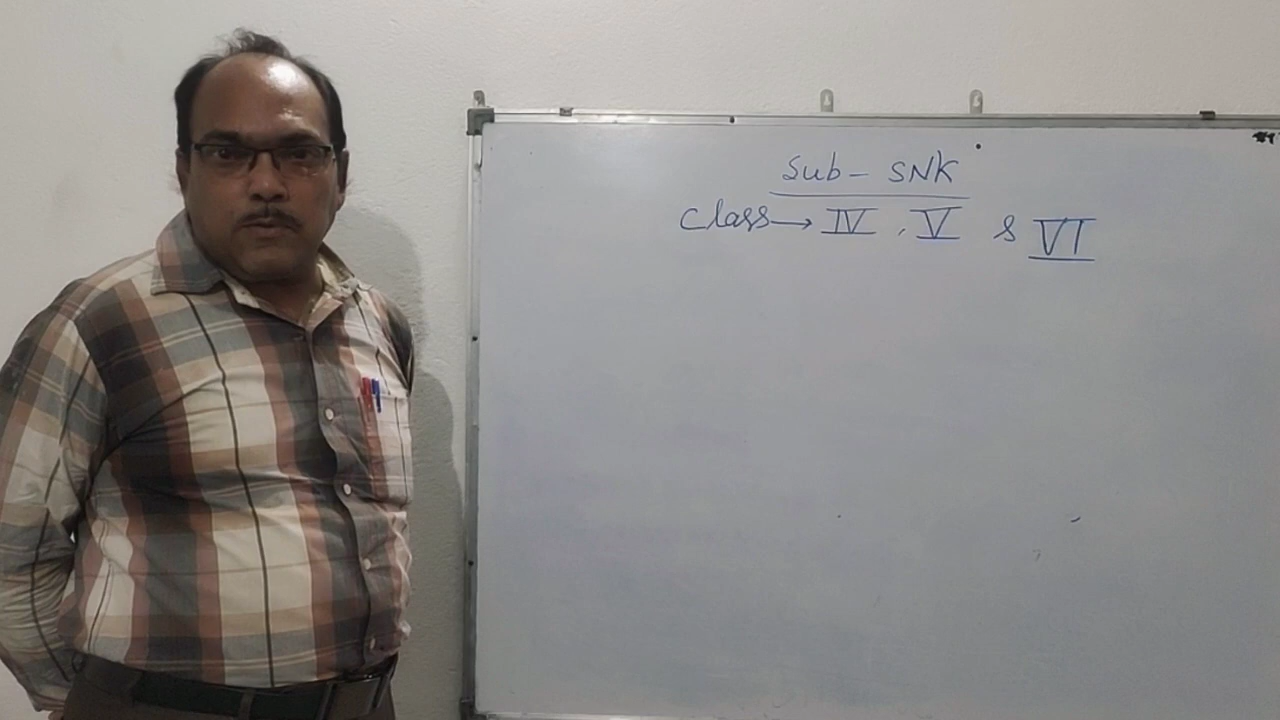 Sub - SNK
Class → IV , V & VI